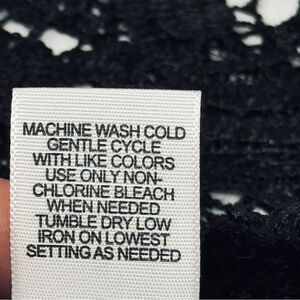 MACHINE WASH COLD
GENTLE CYCLE
WITH LIKE COLORS
USE ONLY NON-
CHLORINE BLEACH
WHEN NEEDED
TUMBLE DRY LOW
IRON ON LOWEST
SETTING AS NEEDED